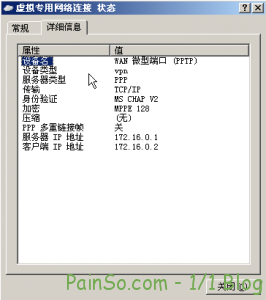 虚拟专用网络连接 状态
常规 详细信息
属性 值
设备名 WAN 微型端口 (PPTP)
设备类型 vpn
服务器类型 PPP
传输 TCP/IP
身份验证 MS CHAP V2
加密 MPPE 128
压缩 (无)
PPP 多重链接帧 关
服务器 IP 地址 172.16.0.1
客户端 IP 地址 172.16.0.2
关闭(C)
PainSo.com - 1/1 Blog